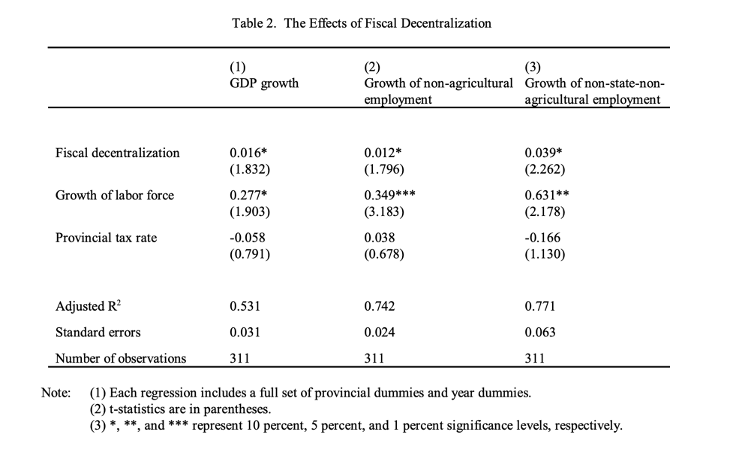 Table 2. The Effects of Fiscal Decentralization
(1) (2) (3)
GDP growth Growth of non-agricultural Growth of non-state-non-
employment agricultural employment
Fiscal decentralization 0.016* 0.012* 0.039*
(1.832) (1.796) (2.262)
Growth of labor force 0.277* 0.349*** 0.631**
(1.903) (3.183) (2.178)
Provincial tax rate -0.058 0.038 -0.166
(0.791) (0.678) (1.130)
Adjusted R² 0.531 0.742 0.771
Standard errors 0.031 0.024 0.063
Number of observations 311 311 311
Note: (1) Each regression includes a full set of provincial dummies and year dummies.
(2) t-statistics are in parentheses.
(3) *, **, and *** represent 10 percent, 5 percent, and 1 percent significance levels, respectively.